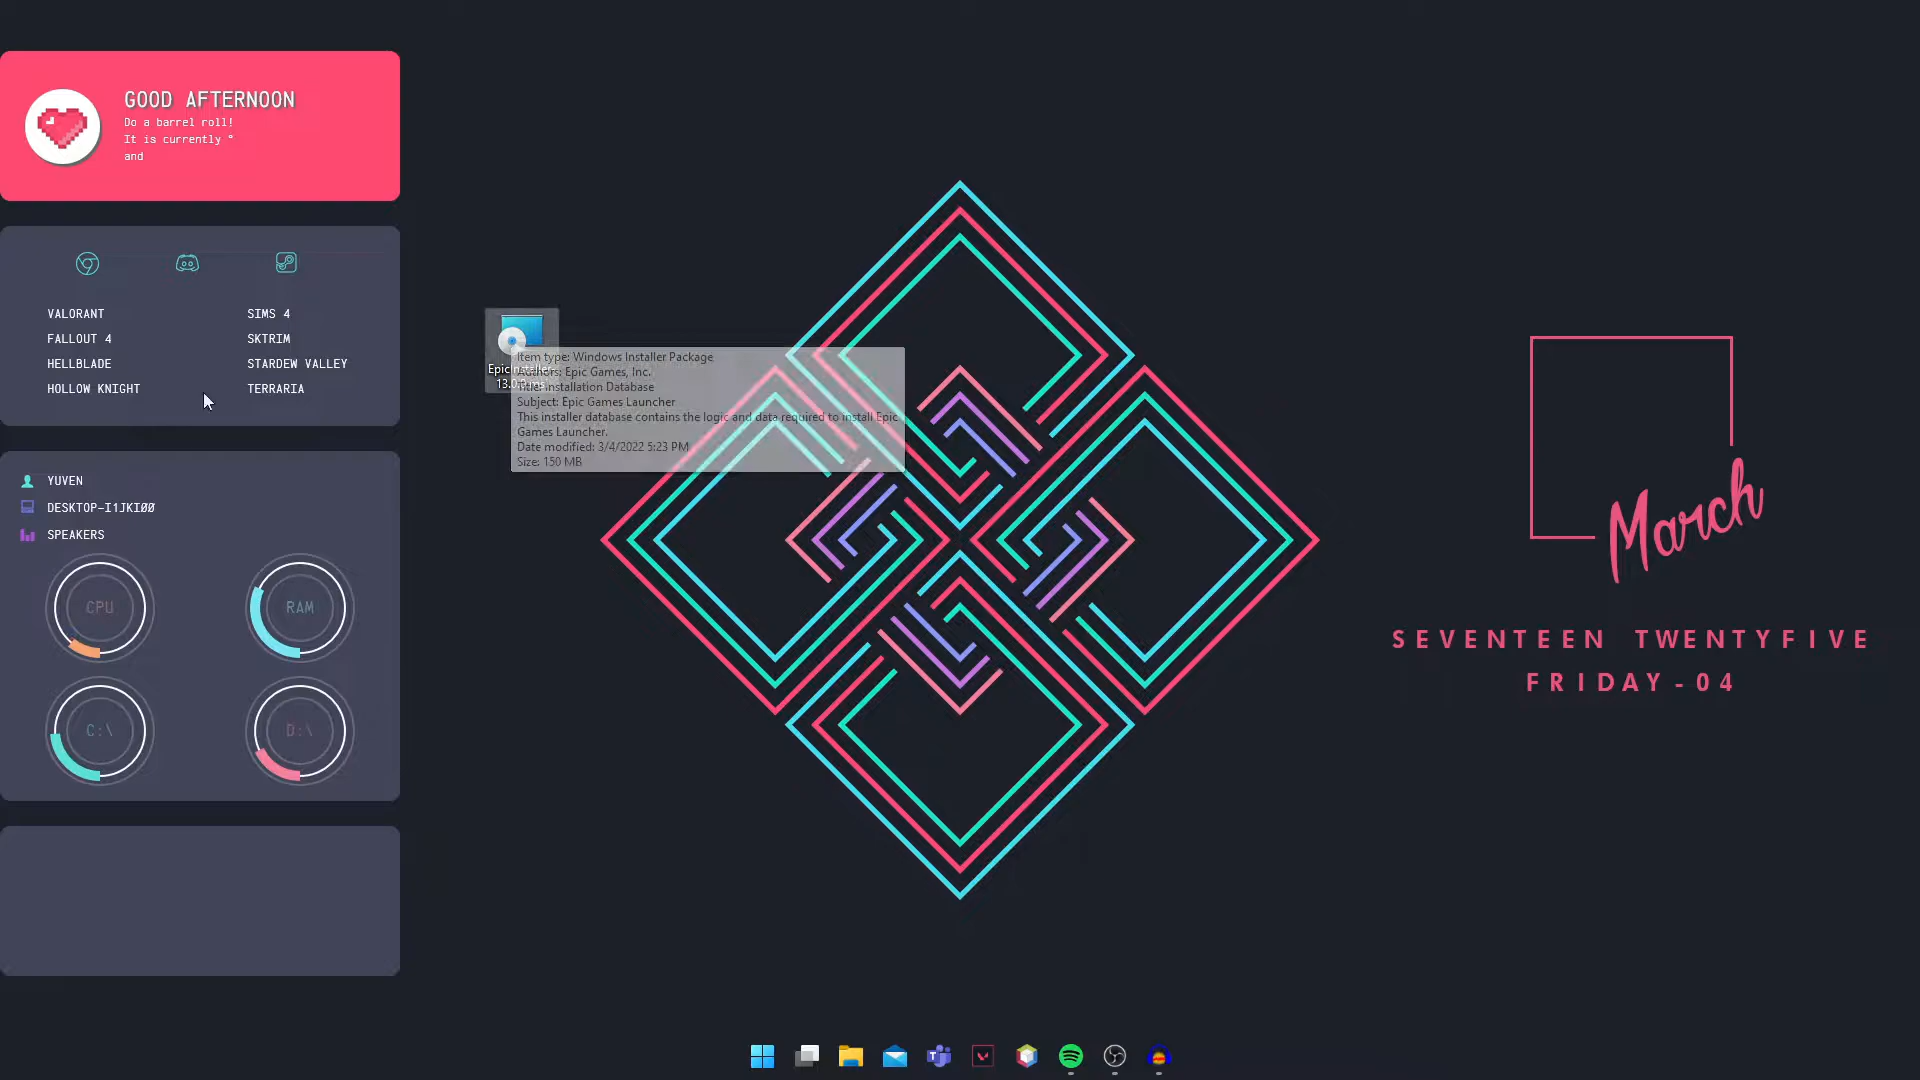 GOOD AFTERNOON
Do a barrel roll!
It is currently °
and
VALORANT
SIMS 4
FALLOUT 4
SKTRIM
HELLBLADE
STARDEW VALLEY
HOLLOW KNIGHT
TERRARIA
YUVEN
DESKTOP-I1JKI00
SPEAKERS
CPU
RAM
C:\
D:\
Item type: Windows Installer Package
Authors: Epic Games, Inc.
Title: Installation Database
Subject: Epic Games Launcher
This installer database contains the logic and data required to install Epic
Games Launcher.
Date modified: 3/4/2022 5:23 PM
Size: 150 MB
March
SEVENTEEN TWENTYFIVE
FRIDAY-04